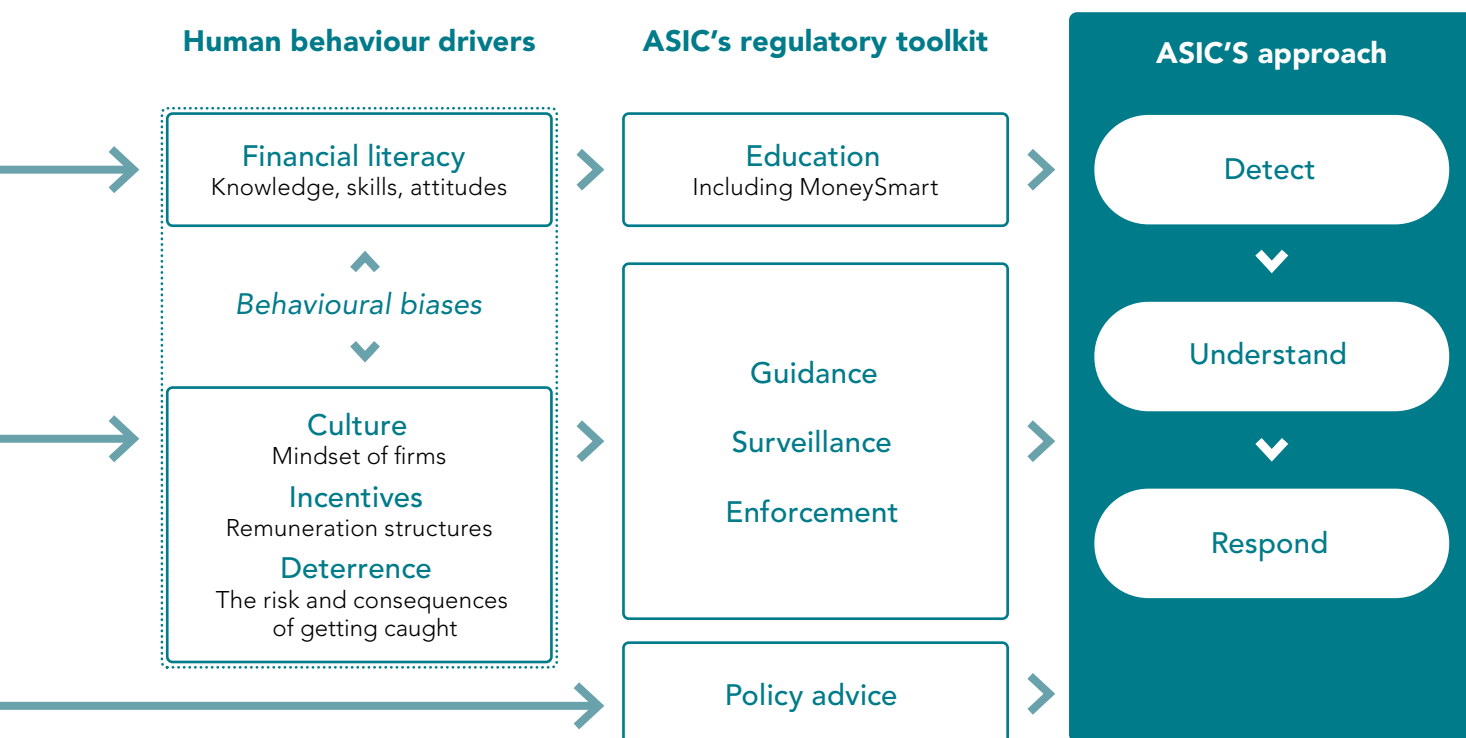 Human behaviour drivers
Financial literacy
Knowledge, skills, attitudes
Behavioural biases
Culture
Mindset of firms
Incentives
Remuneration structures
Deterrence
The risk and consequences
of getting caught
ASIC’s regulatory toolkit
Education
Including MoneySmart
Guidance
Surveillance
Enforcement
Policy advice
ASIC’S approach
Detect
Understand
Respond